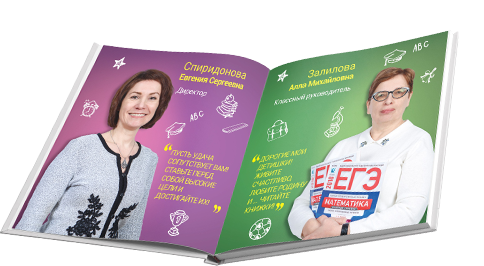 Спиридонова
Евгения Сергеевна
Директор
ABC
"ПУСТЬ УДАЧА
СОПУТСТВУЕТ ВАМ!
СТАВЬТЕ ПЕРЕД
СОБОЙ ВЫСОКИЕ
ЦЕЛИ И
ДОСТИГАЙТЕ ИХ!"
ABC
Залилова
Алла Михайловна
Классный руководитель
"ДОРОГИЕ МОИ
ДЕТИШКИ!
ЖИВИТЕ
СЧАСТЛИВО,
ЛЮБИТЕ РОДИНУ
И... ЧИТАЙТЕ
КНИЖКИ!"
ЕГЭ
МАТЕМАТИКА